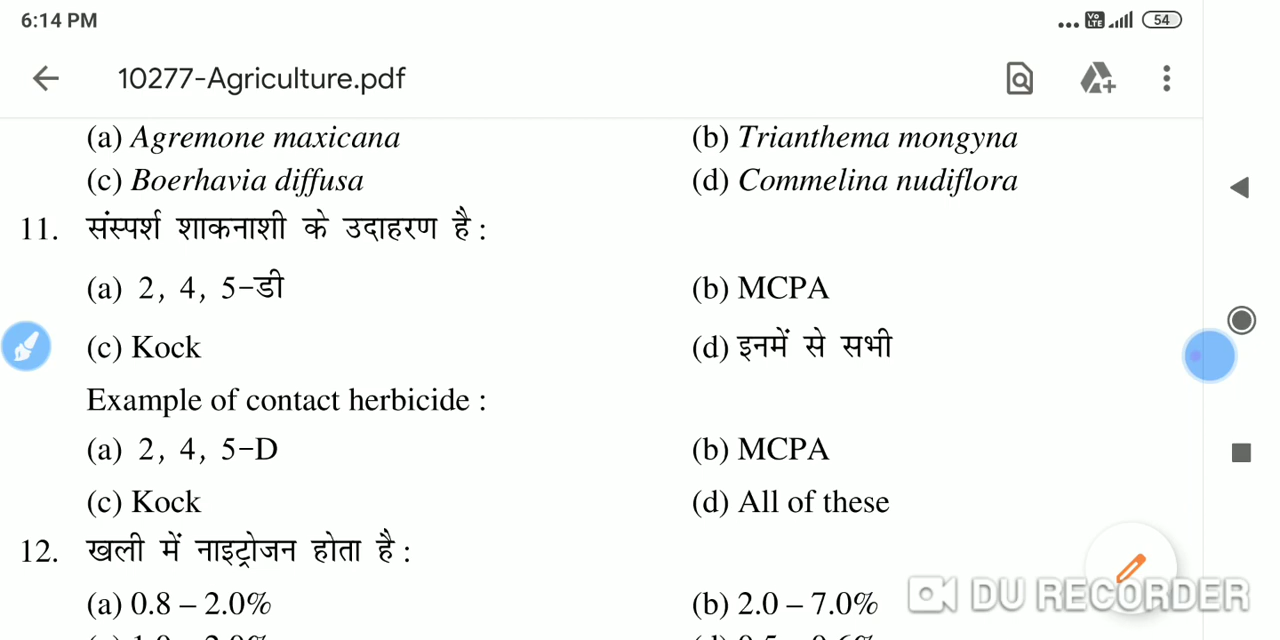 6:14 PM Vo LTE 54
10277-Agriculture.pdf
(a) Agremone maxicana (b) Trianthema mongyna
(c) Boerhavia diffusa (d) Commelina nudiflora
11. संस्पर्श शाकनाशी के उदाहरण है :
(a) 2, 4, 5-डी (b) MCPA
(c) Kock (d) इनमें से सभी
Example of contact herbicide :
(a) 2, 4, 5-D (b) MCPA
(c) Kock (d) All of these
12. खली में नाइट्रोजन होता है :
(a) 0.8 – 2.0% (b) 2.0 – 7.0%
DU RECORDER